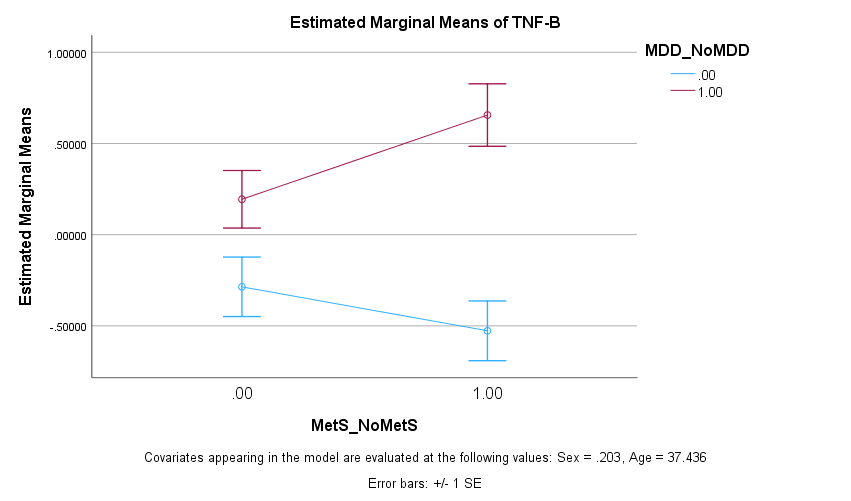 Estimated Marginal Means of TNF-B
MDD_NoMDD
.00
1.00
Estimated Marginal Means
1.00000
.50000
.00000
-.50000
.00
1.00
MetS_NoMetS
Covariates appearing in the model are evaluated at the following values: Sex = .203, Age = 37.436
Error bars: +/- 1 SE